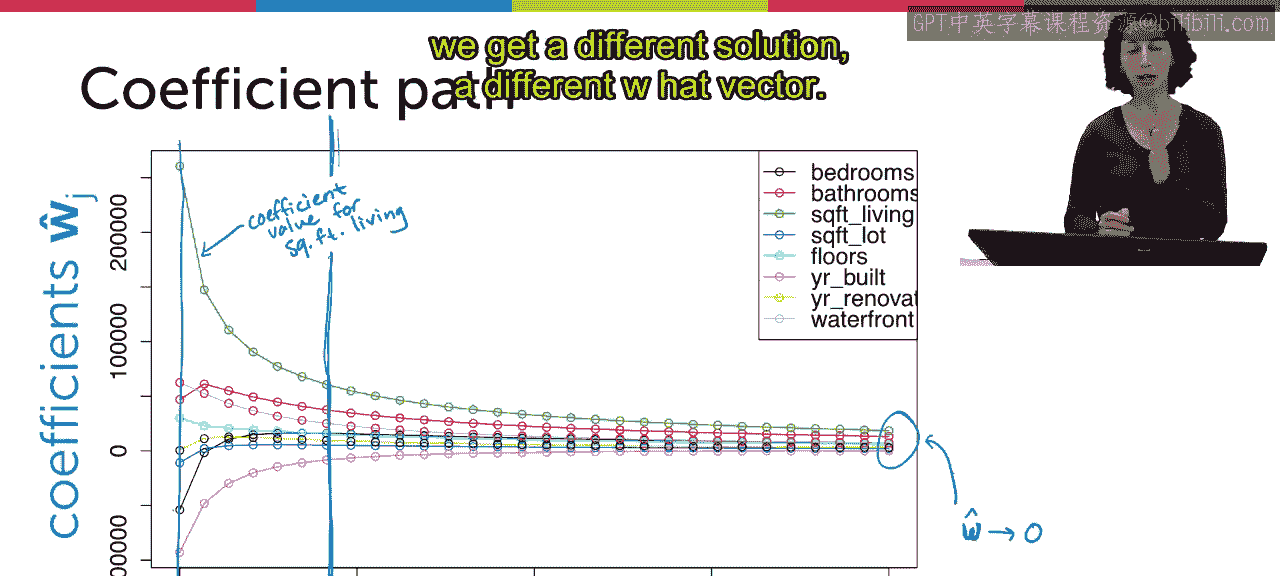 GPT中英字幕课程资源@bilibili.com
we get a different solution,
a different w hat vector.
Coefficient path
coefficients ŵj
200000
100000
0
00000
coefficient
value for
sq.ft. living
bedrooms
bathrooms
sqft_living
sqft_lot
floors
yr_built
yr_renovat
waterfront
ŵ → 0